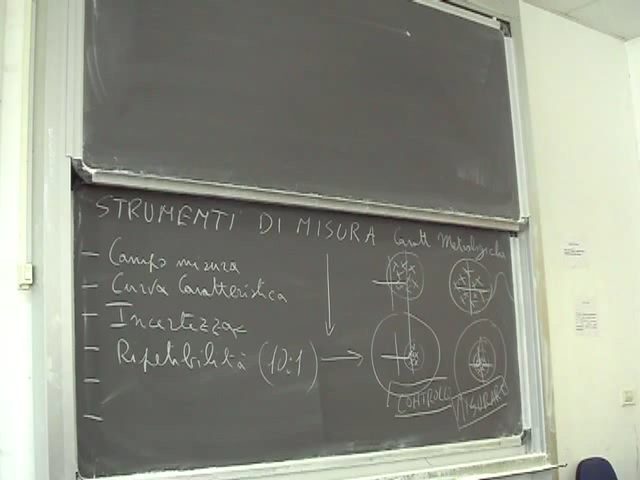 STRUMENTI DI MISURA Caratt Metrologiche
- Campo misura
- Curva Caratteristica
- Incertezza
- Ripetibilità (10:1)
-
-
CONTROLLO MISURARE